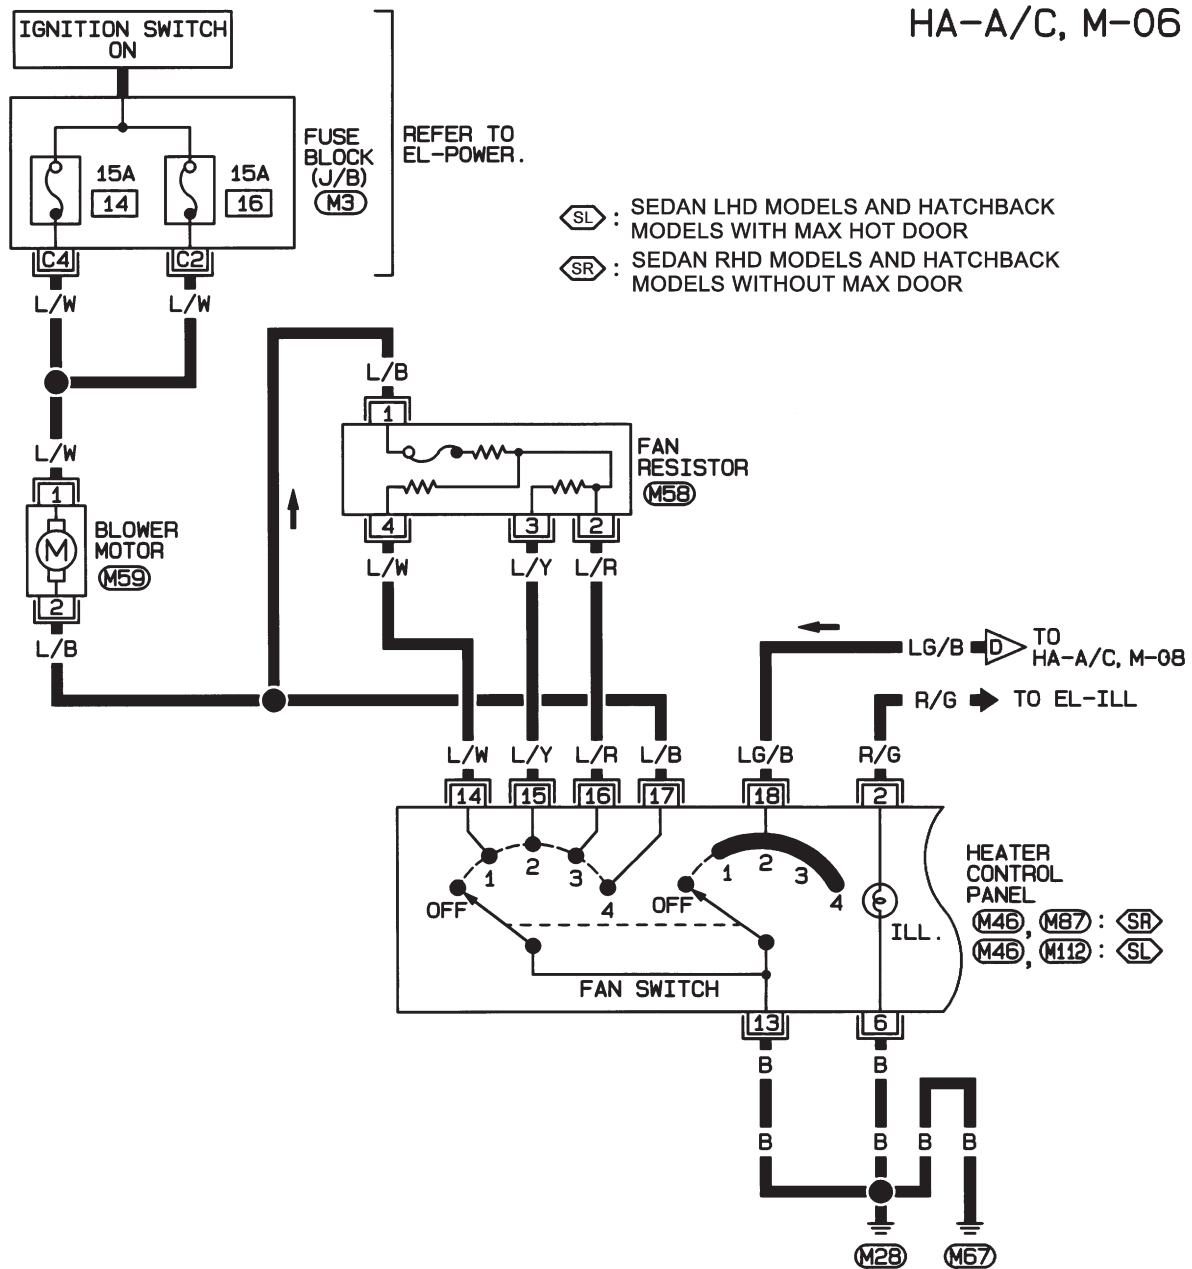 HA-A/C, M-06
IGNITION SWITCH
ON
FUSE
BLOCK
(J/B)
M3
REFER TO
EL-POWER.
15A
14
15A
16
C4
C2
L/W
L/W
SL : SEDAN LHD MODELS AND HATCHBACK
MODELS WITH MAX HOT DOOR
SR : SEDAN RHD MODELS AND HATCHBACK
MODELS WITHOUT MAX DOOR
L/B
1
L/W
1
FAN
RESISTOR
M58
4
3
2
M
BLOWER
MOTOR
M59
2
L/B
L/W
L/Y
L/R
LG/B
D
TO
HA-A/C, M-08
R/G
TO EL-ILL
L/W
L/Y
L/R
L/B
LG/B
R/G
14
15
16
17
18
2
OFF
1
2
3
4
OFF
1
2
3
4
ILL.
FAN SWITCH
HEATER
CONTROL
PANEL
M46, M87 : SR
M46, M112 : SL
13
6
B
B
B
B
B
B
M28
M67